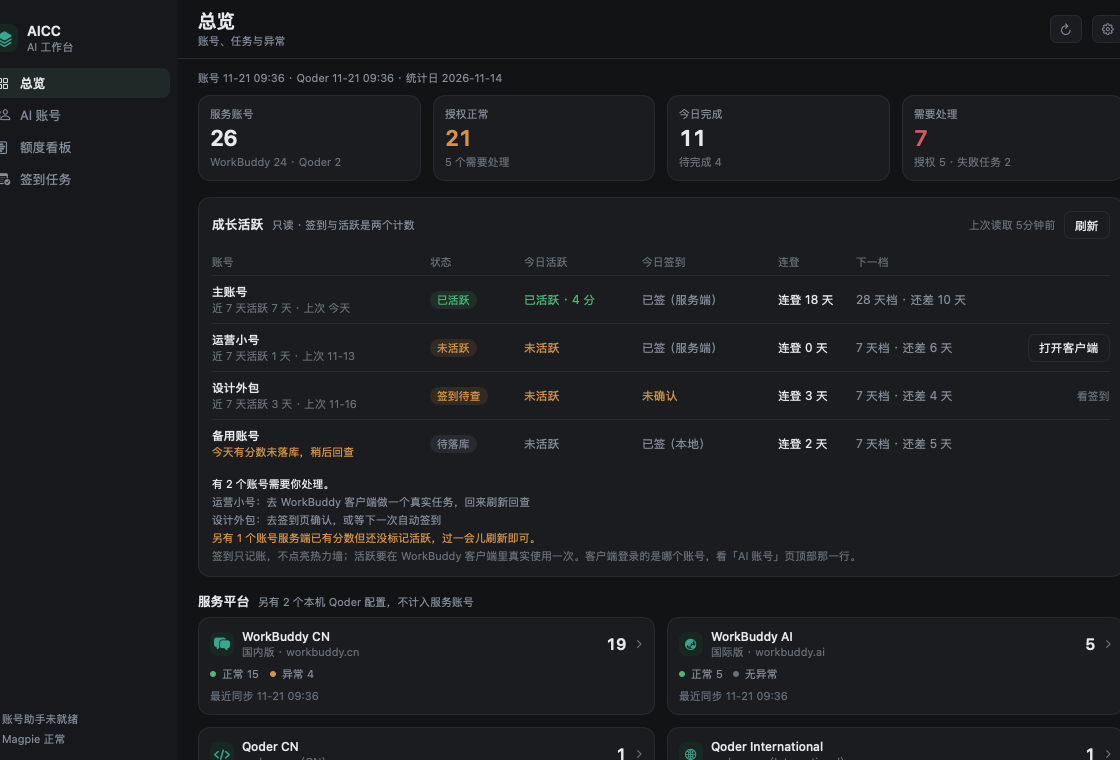 AICC
AI 工作台
总览
AI 账号
额度看板
签到任务
账号助手未就绪
Magpie 正常
总览
账号、任务与异常
账号 11-21 09:36 · Qoder 11-21 09:36 · 统计日 2026-11-14
服务账号
26
WorkBuddy 24 · Qoder 2
授权正常
21
5 个需要处理
今日完成
11
待完成 4
需要处理
7
授权 5 · 失败任务 2
成长活跃 只读 · 签到与活跃是两个计数
上次读取 5分钟前 刷新
账号 状态 今日活跃 今日签到 连登 下一档
主账号
近 7 天活跃 7 天 · 上次 今天
已活跃 已活跃 · 4 分 已签（服务端） 连登 18 天 28 天档 · 还差 10 天
运营小号
近 7 天活跃 1 天 · 上次 11-13
未活跃 未活跃 已签（服务端） 连登 0 天 7 天档 · 还差 6 天 打开客户端
设计外包
近 7 天活跃 3 天 · 上次 11-16
签到待查 未活跃 未确认 连登 3 天 7 天档 · 还差 4 天 看签到
备用账号
今天有分数未落库，稍后回查
待落库 未活跃 已签（本地） 连登 2 天 7 天档 · 还差 5 天
有 2 个账号需要你处理。
运营小号：去 WorkBuddy 客户端做一个真实任务，回来刷新回查
设计外包：去签到页确认，或等下一次自动签到
另有 1 个账号服务端已有分数但还没标记活跃，过一会儿刷新即可。
签到只记账，不点亮热力墙；活跃要在 WorkBuddy 客户端里真实使用一次。客户端登录的是哪个账号，看「AI 账号」页顶部那一行。
服务平台 另有 2 个本机 Qoder 配置，不计入服务账号
WorkBuddy CN
国内版 · workbuddy.cn
19
正常 15 异常 4
最近同步 11-21 09:36
WorkBuddy AI
国际版 · workbuddy.ai
5
正常 5 无异常
最近同步 11-21 09:36
Qoder CN
1
Qoder International
1